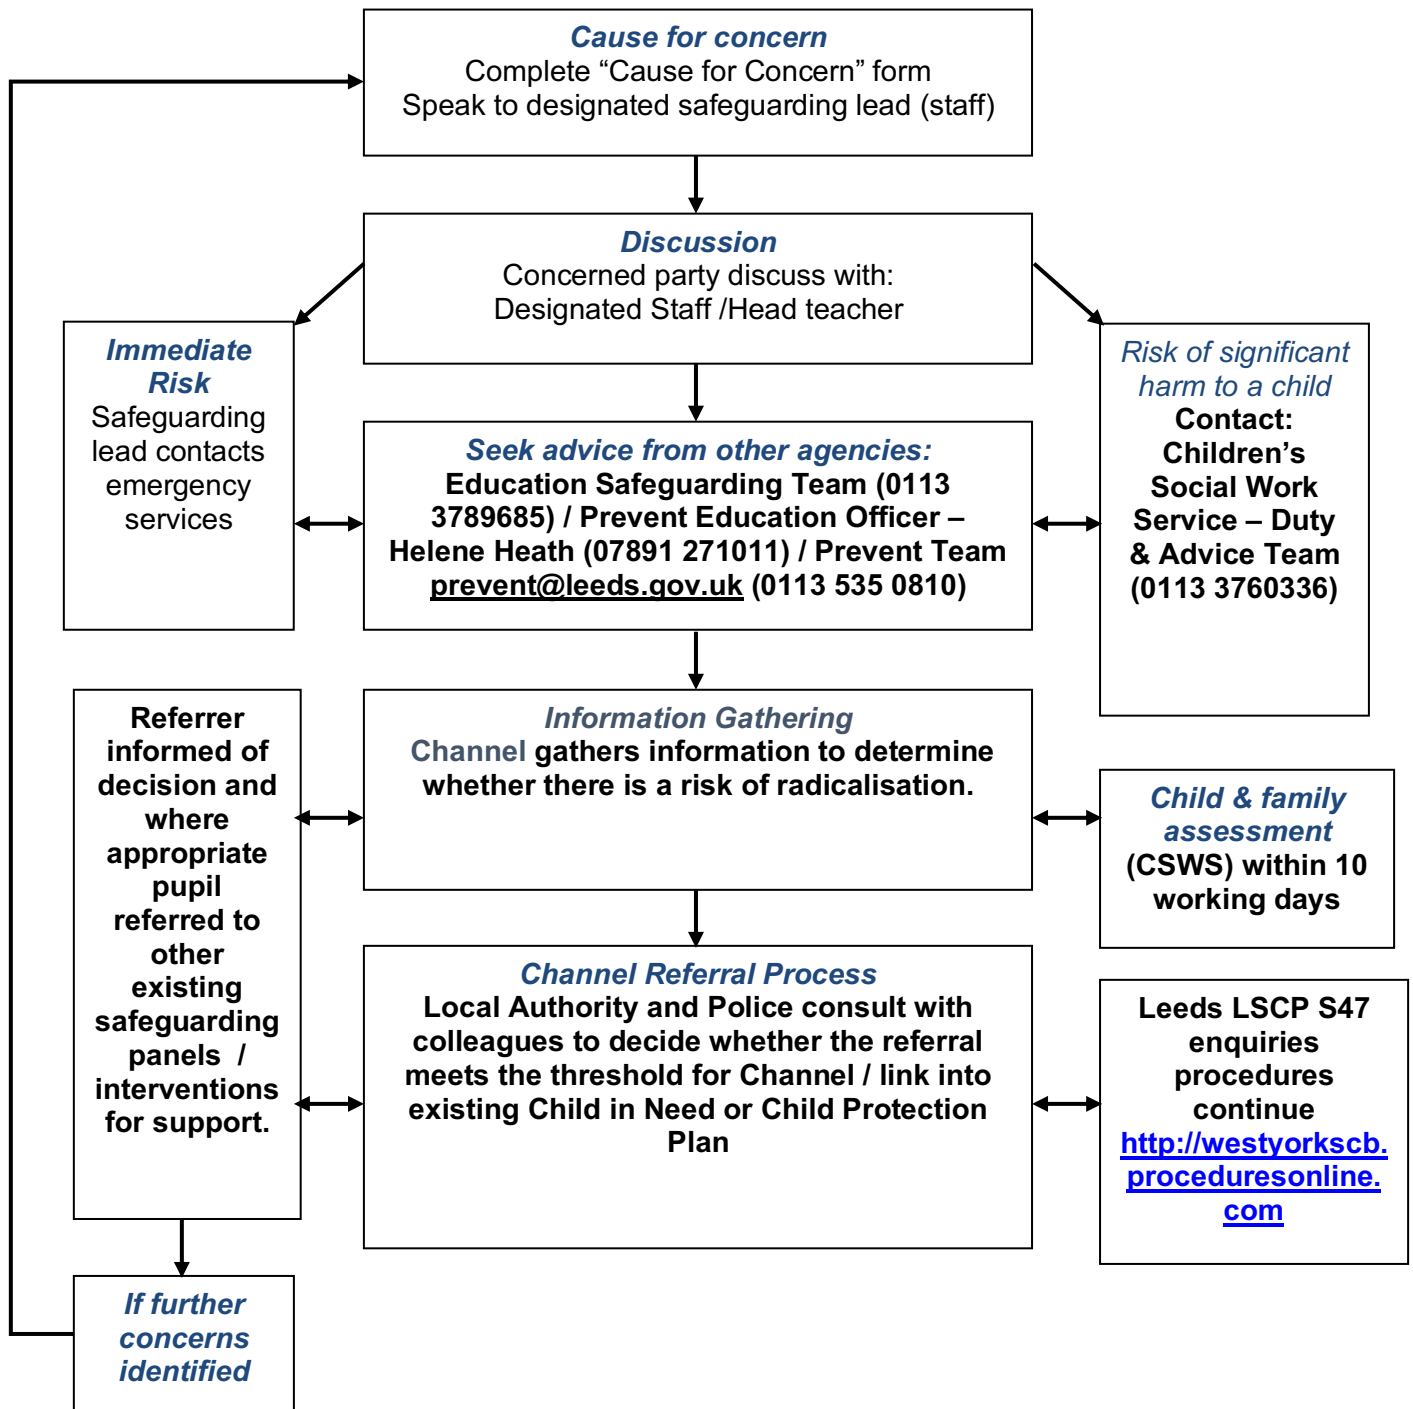 Cause for concern
Complete “Cause for Concern” form
Speak to designated safeguarding lead (staff)
Discussion
Concerned party discuss with:
Designated Staff /Head teacher
Immediate
Risk
Safeguarding
lead contacts
emergency
services
Seek advice from other agencies:
Education Safeguarding Team (0113
3789685) / Prevent Education Officer –
Helene Heath (07891 271011) / Prevent Team
prevent@leeds.gov.uk (0113 535 0810)
Risk of significant
harm to a child
Contact:
Children’s
Social Work
Service – Duty
& Advice Team
(0113 3760336)
Referrer
informed of
decision and
where
appropriate
pupil
referred to
other
existing
safeguarding
panels /
interventions
for support.
Information Gathering
Channel gathers information to determine
whether there is a risk of radicalisation.
Child & family
assessment
(CSWS) within 10
working days
Channel Referral Process
Local Authority and Police consult with
colleagues to decide whether the referral
meets the threshold for Channel / link into
existing Child in Need or Child Protection
Plan
Leeds LSCP S47
enquiries
procedures
continue
http://westyorkscb.
proceduresonline.
com
If further
concerns
identified